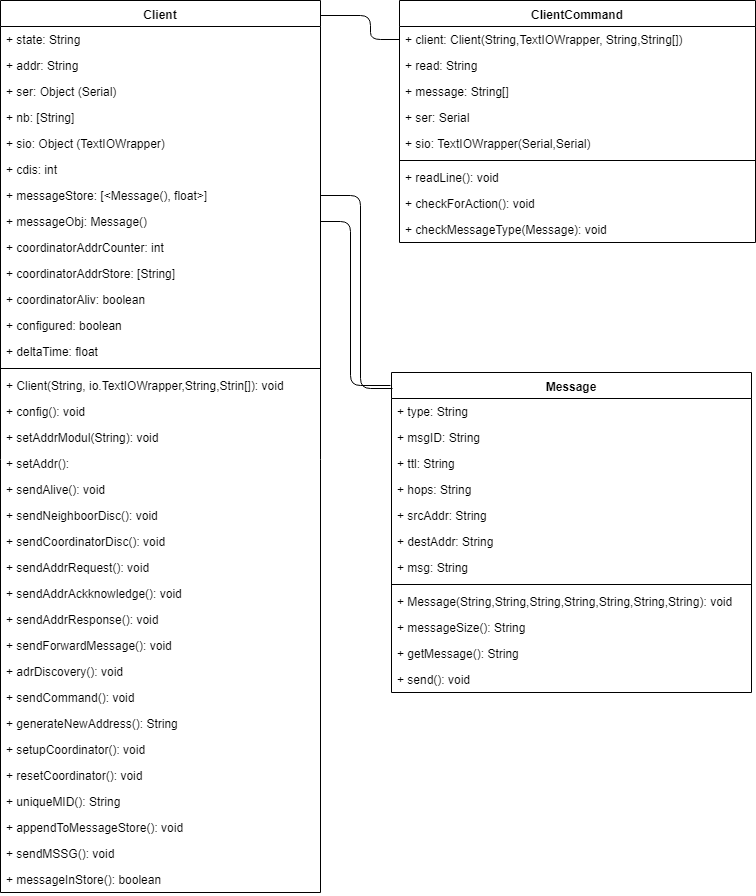 Client
+ state: String
+ addr: String
+ ser: Object (Serial)
+ nb: [String]
+ sio: Object (TextIOWrapper)
+ cdis: int
+ messageStore: [<Message(), float>]
+ messageObj: Message()
+ coordinatorAddrCounter: int
+ coordinatorAddrStore: [String]
+ coordinatorAliv: boolean
+ configured: boolean
+ deltaTime: float
+ Client(String, io.TextIOWrapper,String,Strin[]): void
+ config(): void
+ setAddrModul(String): void
+ setAddr():
+ sendAlive(): void
+ sendNeighboorDisc(): void
+ sendCoordinatorDisc(): void
+ sendAddrRequest(): void
+ sendAddrAckknowledge(): void
+ sendAddrResponse(): void
+ sendForwardMessage(): void
+ adrDiscovery(): void
+ sendCommand(): void
+ generateNewAddress(): String
+ setupCoordinator(): void
+ resetCoordinator(): void
+ uniqueMID(): String
+ appendToMessageStore(): void
+ sendMSSG(): void
+ messageInStore(): boolean
ClientCommand
+ client: Client(String,TextIOWrapper, String,String[])
+ read: String
+ message: String[]
+ ser: Serial
+ sio: TextIOWrapper(Serial,Serial)
+ readLine(): void
+ checkForAction(): void
+ checkMessageType(Message): void
Message
+ type: String
+ msgID: String
+ ttl: String
+ hops: String
+ srcAddr: String
+ destAddr: String
+ msg: String
+ Message(String,String,String,String,String,String,String): void
+ messageSize(): String
+ getMessage(): String
+ send(): void